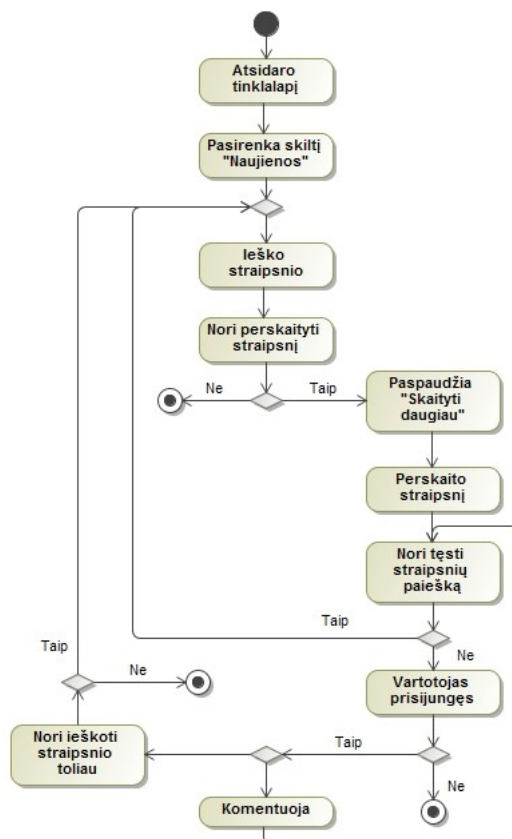 Atsidaro
tinklalapį
Pasirenka skiltį
"Naujienos"
Ieško
straipsnio
Nori perskaityti
straipsnį
Ne
Taip
Paspaudžia
"Skaityti
daugiau"
Perskaito
straipsnį
Nori tęsti
straipsnių
paiešką
Taip
Taip
Ne
Ne
Vartotojas
prisijungęs
Nori ieškoti
straipsnio
toliau
Taip
Ne
Komentuoja